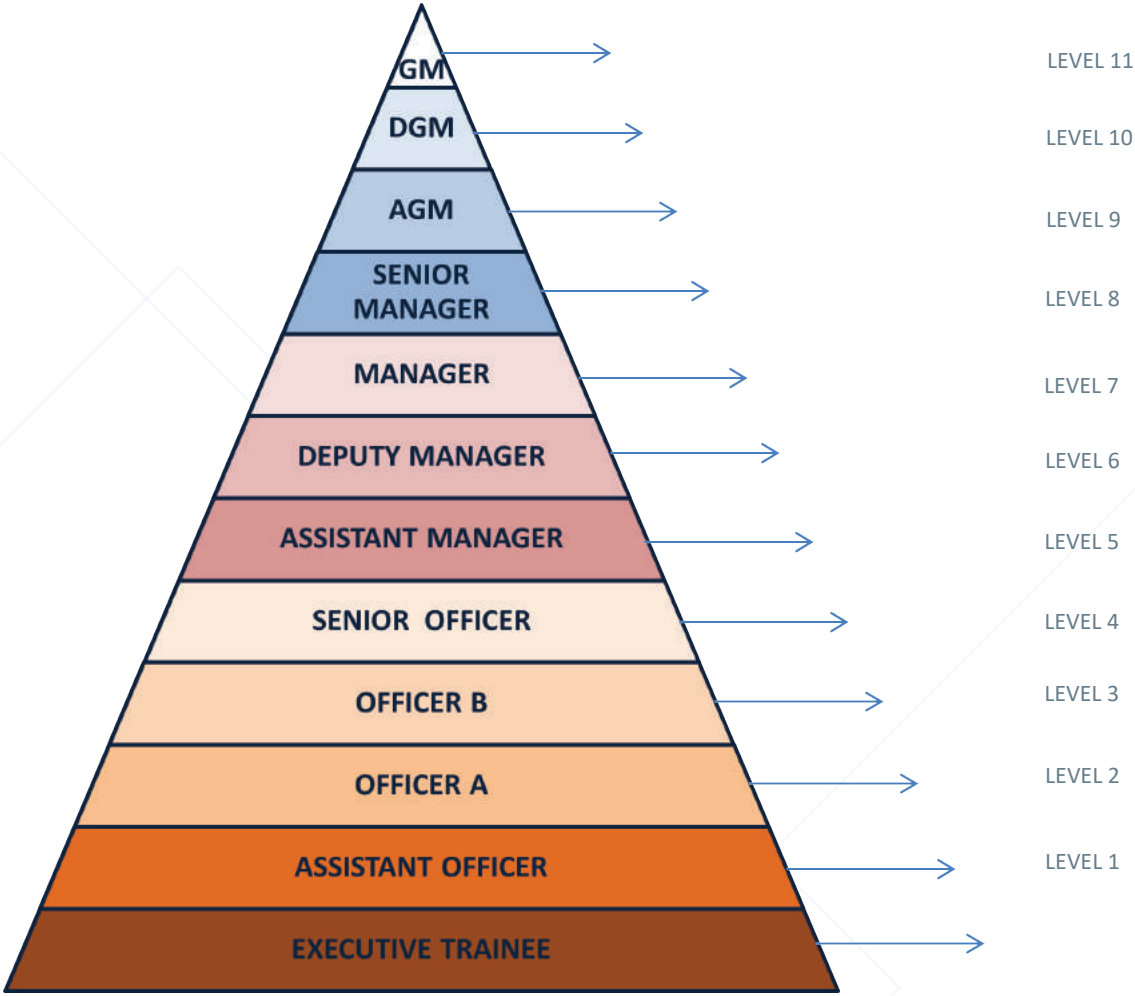 GM
LEVEL 11
DGM
LEVEL 10
AGM
LEVEL 9
SENIOR
MANAGER
LEVEL 8
MANAGER
LEVEL 7
DEPUTY MANAGER
LEVEL 6
ASSISTANT MANAGER
LEVEL 5
SENIOR OFFICER
LEVEL 4
OFFICER B
LEVEL 3
OFFICER A
LEVEL 2
ASSISTANT OFFICER
LEVEL 1
EXECUTIVE TRAINEE